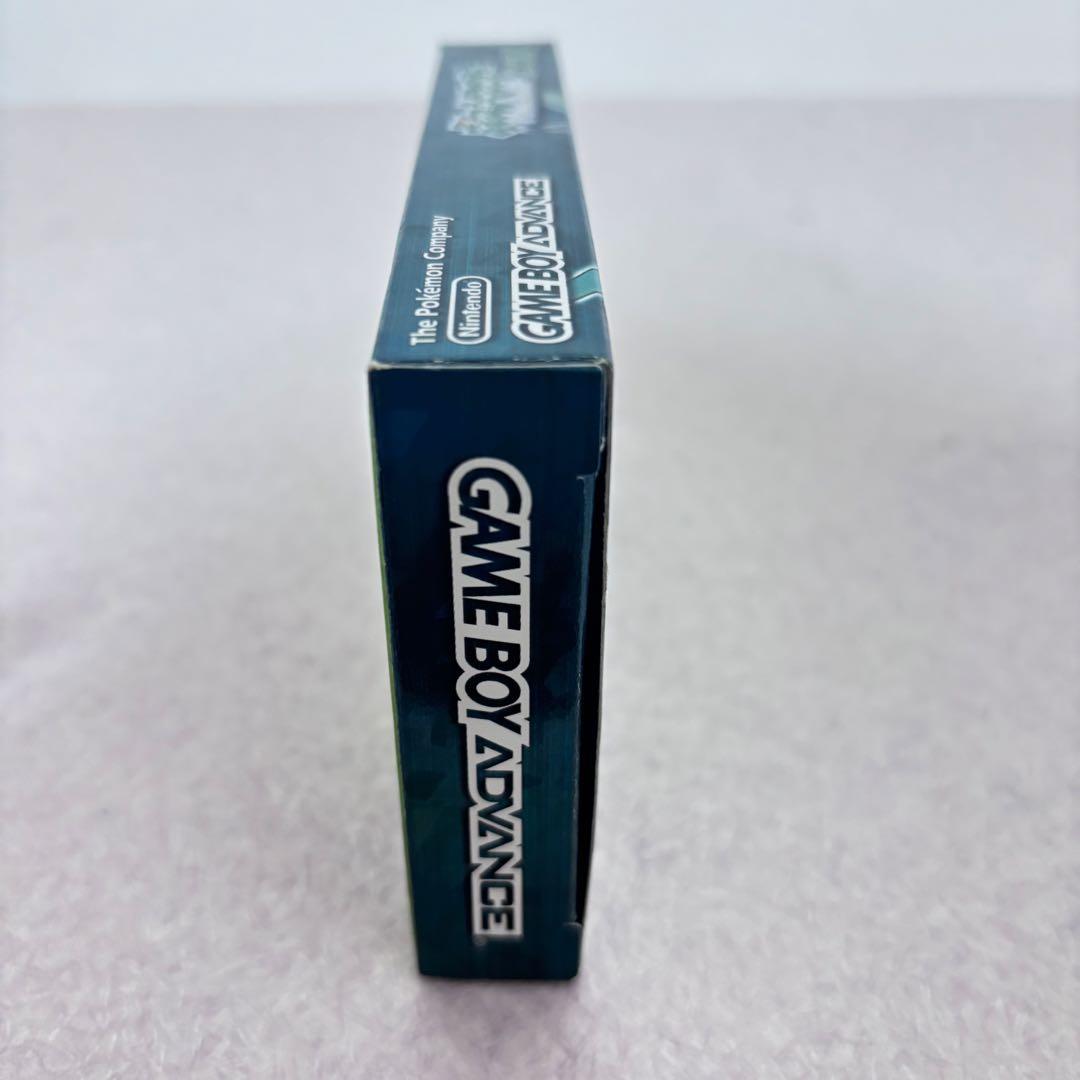 The Pokémon Company
Nintendo
GAME BOY ADVANCE
GAME BOY ADVANCE